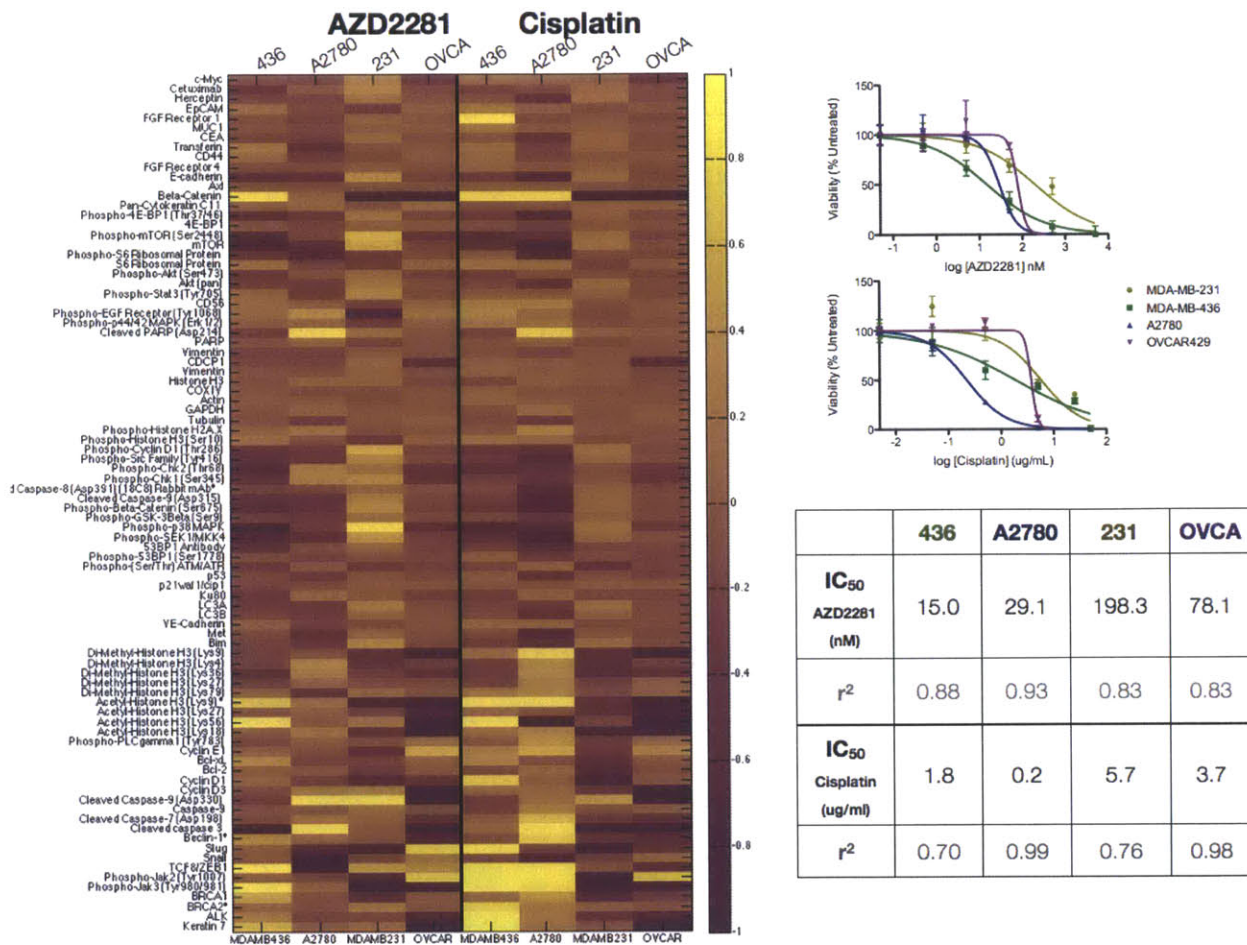 AZD2281 Cisplatin
436 A2780 231 OVCA 436 A2780 231 OVCA
c-Myc
Cetuximab
Herceptin
EpCAM
FGF Receptor 1
MUC1
CEA
Transferin
CD44
FGF Receptor 4
E-cadherin
Axl
Beta-Catenin
Pan-Cytokeratin C11
Phospho-4E-BP1 (Thr37/46)
4E-BP1
Phospho-mTOR (Ser2448)
mTOR
Phospho-S6 Ribosomal Protein
S6 Ribosomal Protein
Phospho-Akt (Ser473)
Akt (pan)
Phospho-Stat3 (Tyr705)
CD56
Phospho-EGF Receptor (Tyr1068)
Phospho-p44/42 MAPK (Erk1/2)
Cleaved PARP (Asp214)
PARP
Vimentin
CDCP1
Vimentin
Histone H3
COX IV
Actin
GAPDH
Tubulin
Phospho-Histone H2A.X
Phospho-Histone H3 (Ser10)
Phospho-Cyclin D1 (Thr286)
Phospho-Src Family (Tyr416)
Phospho-Chk2 (Thr68)
Phospho-Chk1 (Ser345)
d Caspase-8 (Asp391) (18C8) Rabbit mAb*
Cleaved Caspase-9 (Asp315)
Phospho-Beta-Catenin (Ser675)
Phospho-GSK-3Beta (Ser9)
Phospho-p38 MAPK
Phospho-SEK1/MKK4
53BP1 Antibody
Phospho-53BP1 (Ser1778)
Phospho-(Ser/Thr) ATM/ATR
p53
p21waf1/cip1
Ku80
LC3A
LC3B
VE-Cadherin
Met
Bim
Di-Methyl-Histone H3 (Lys9)
Di-Methyl-Histone H3 (Lys4)
Di-Methyl-Histone H3 (Lys36)
Di-Methyl-Histone H3 (Lys27)
Di-Methyl-Histone H3 (Lys79)
Acetyl-Histone H3 (Lys9)*
Acetyl-Histone H3 (Lys27)
Acetyl-Histone H3 (Lys56)
Acetyl-Histone H3 (Lys18)
Phospho-PLCgamma1 (Tyr783)
Cyclin E1
Bcl-xL
Bcl-2
Cyclin D1
Cyclin D3
Cleaved Caspase-9 (Asp330)
Caspase-9
Cleaved Caspase-7 (Asp198)
Cleaved caspase 3
Beclin-1*
Slug
Snail
TCF8/ZEB1
Phospho-Jak2 (Tyr1007)
Phospho-Jak3 (Tyr980/981)
BRCA1
BRCA2*
ALK
Keratin 7
MDAMB436 A2780 MDAMB231 OVCAR MDAMB436 A2780 MDAMB231 OVCAR
1
0.8
0.6
0.4
0.2
0
-0.2
-0.4
-0.6
-0.8
-1
Viability (% Untreated)
150
100
50
0
-1 0 1 2 3 4
log [AZD2281] nM
Viability (% Untreated)
150
100
50
0
-2 -1 0 1 2
log [Cisplatin] (ug/mL)
MDA-MB-231
MDA-MB-436
A2780
OVCAR429
436 A2780 231 OVCA
IC50 AZD2281 (nM) 15.0 29.1 198.3 78.1
r2 0.88 0.93 0.83 0.83
IC50 Cisplatin (ug/ml) 1.8 0.2 5.7 3.7
r2 0.70 0.99 0.76 0.98